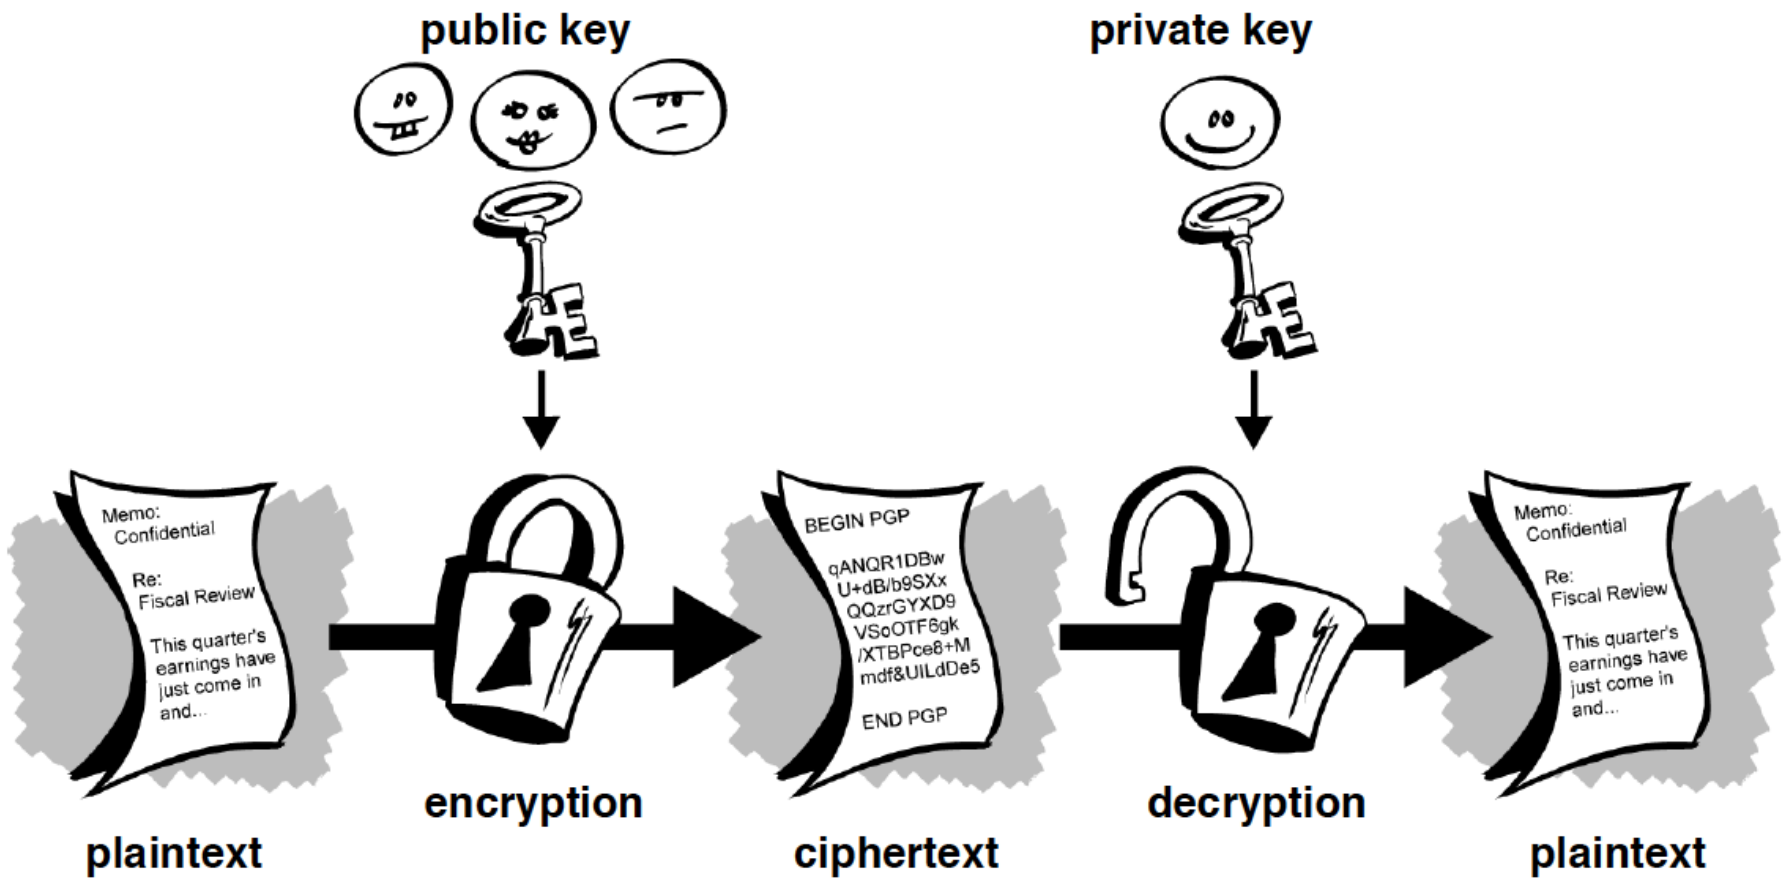 public key
private key
Memo:
Confidential
Re:
Fiscal Review
This quarter's
earnings have
just come in
and...
BEGIN PGP
qANQR1DBw
U+dB/b9SXx
QQzrGYXD9
VSoOTF6gk
/XTBPce8+M
mdf&UILdDe5
END PGP
Memo:
Confidential
Re:
Fiscal Review
This quarter's
earnings have
just come in
and...
encryption
decryption
plaintext
ciphertext
plaintext